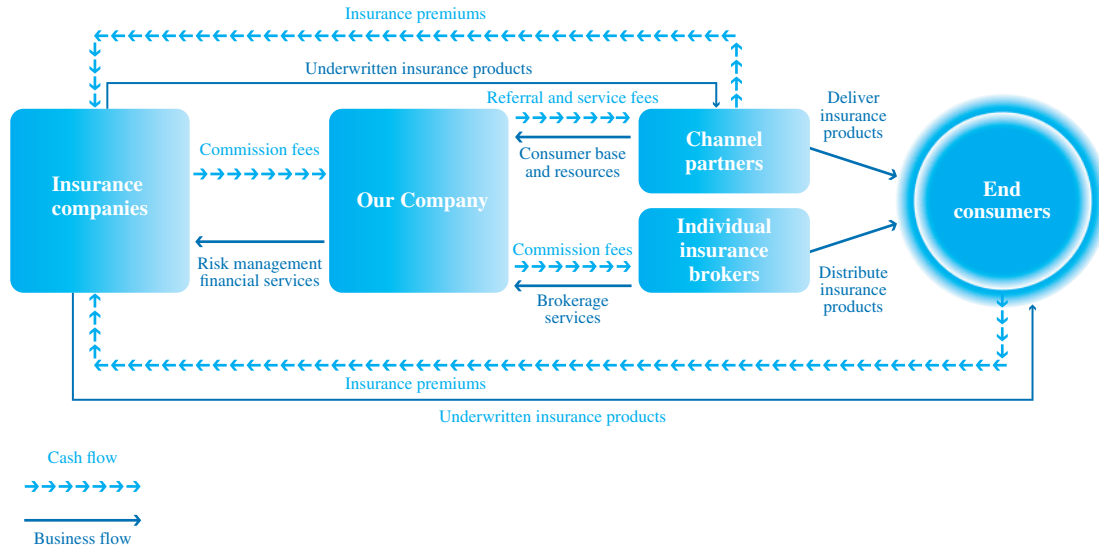 Insurance premiums
Underwritten insurance products
Referral and service fees
Deliver
insurance
products
Commission fees
Channel
partners
Consumer base
and resources
Insurance
companies
Our Company
End
consumers
Individual
insurance
brokers
Commission fees
Risk management
financial services
Distribute
insurance
products
Brokerage
services
Insurance premiums
Underwritten insurance products
Cash flow
Business flow